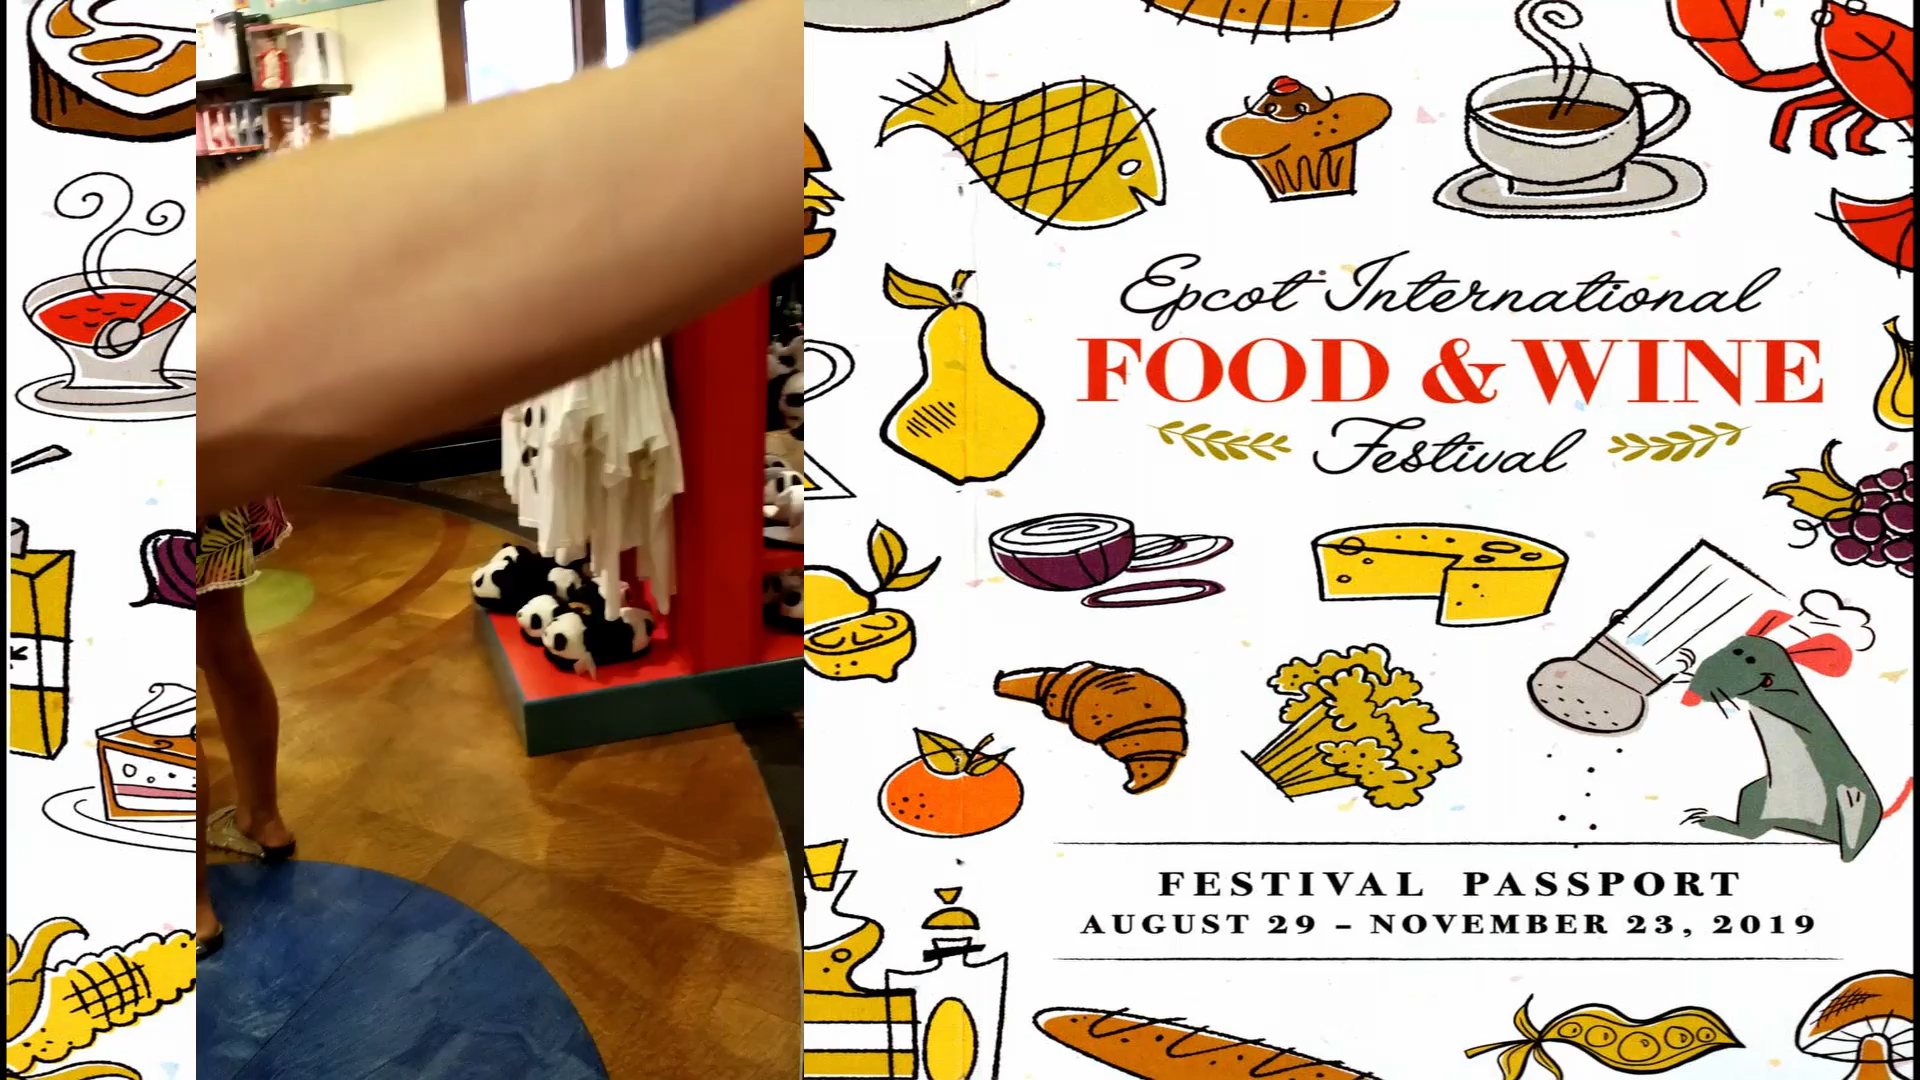 Epcot International
FOOD & WINE
Festival
FESTIVAL PASSPORT
AUGUST 29 – NOVEMBER 23, 2019